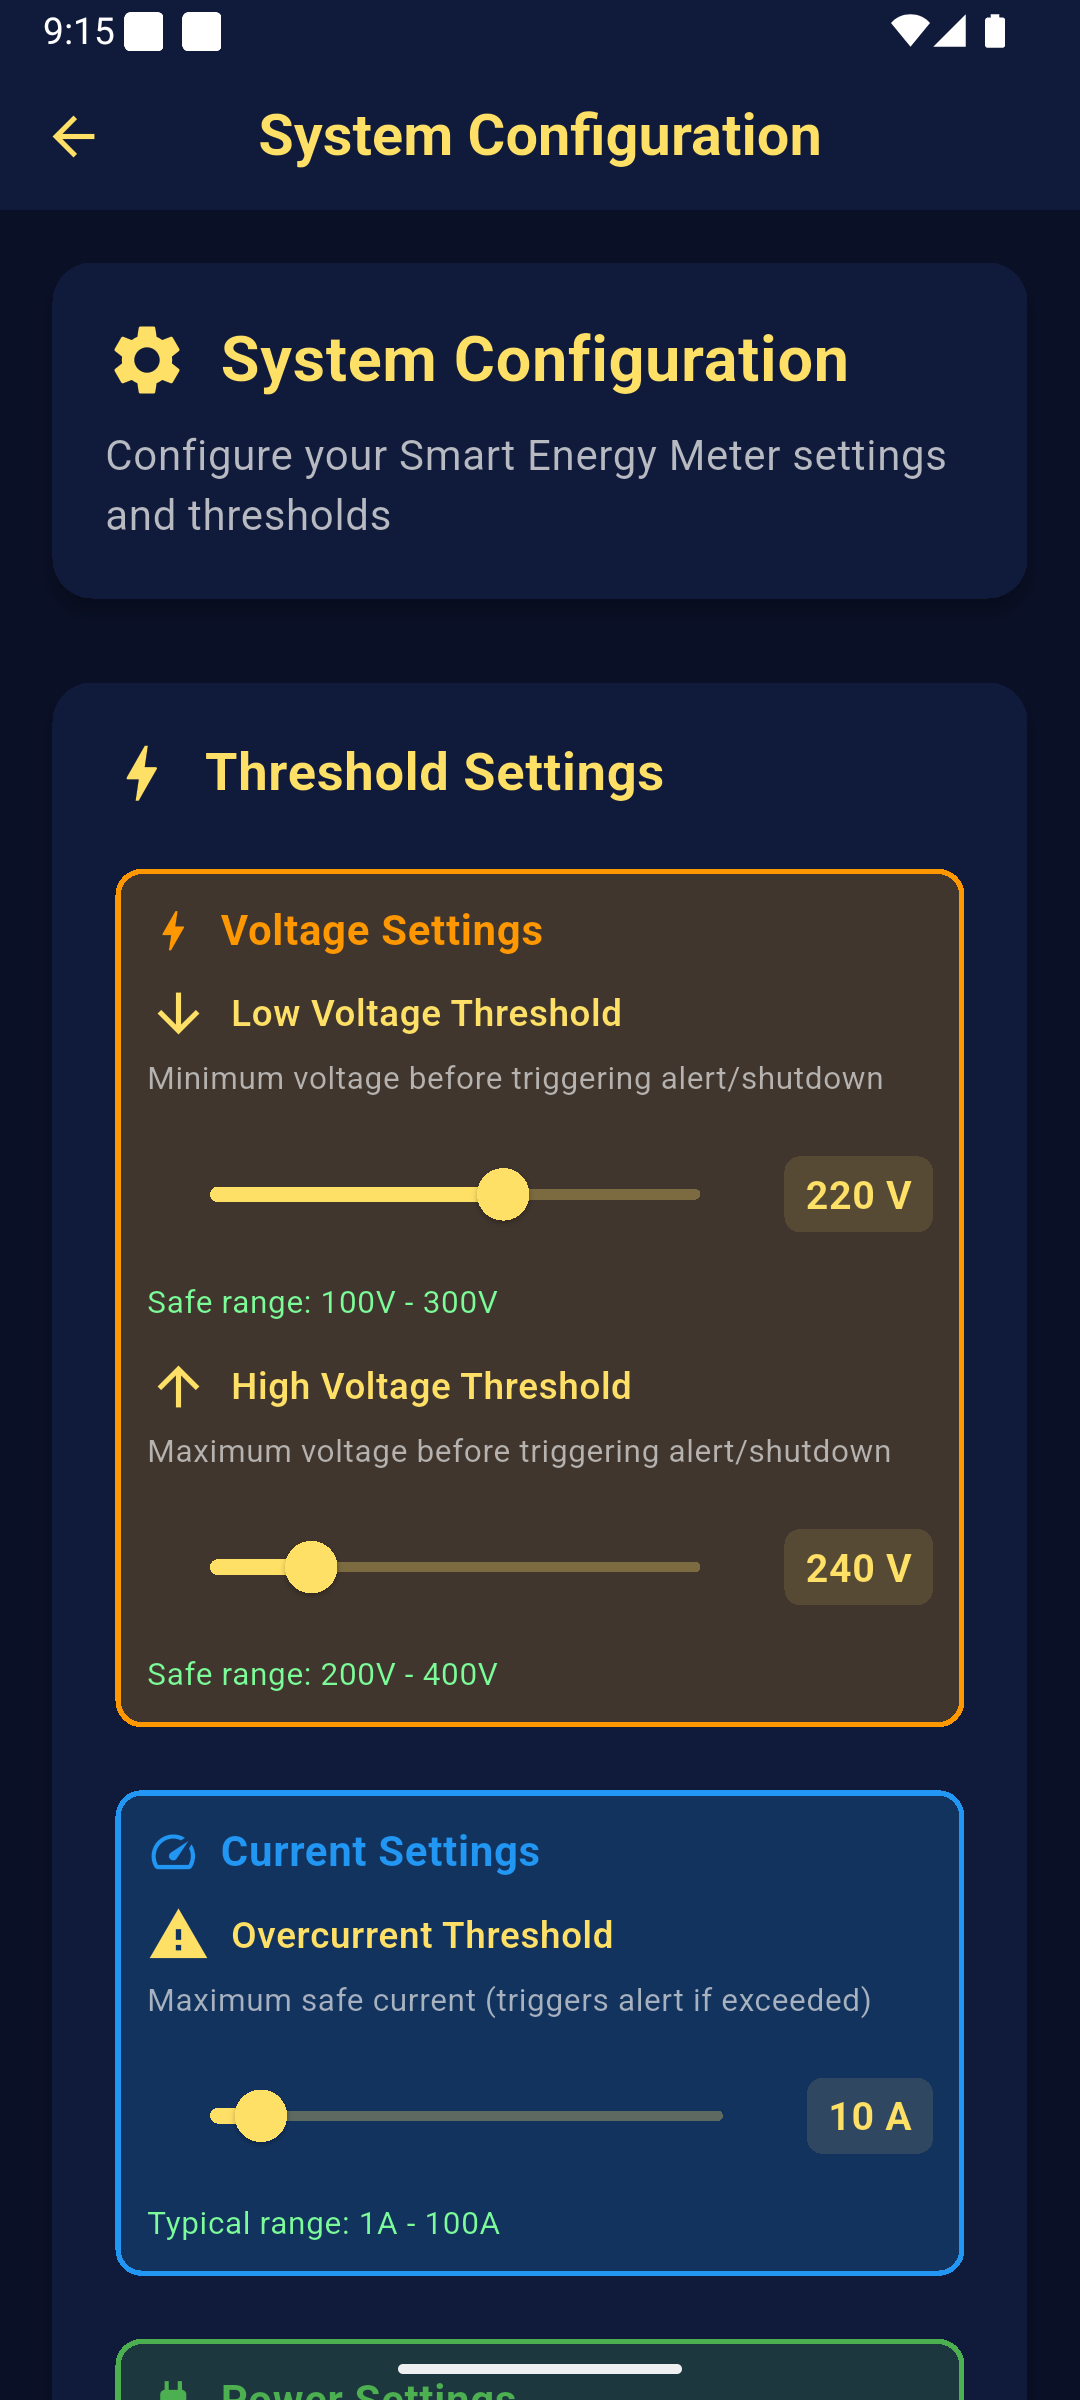 9:15
System Configuration
System Configuration
Configure your Smart Energy Meter settings
and thresholds
Threshold Settings
Voltage Settings
Low Voltage Threshold
Minimum voltage before triggering alert/shutdown
220 V
Safe range: 100V - 300V
High Voltage Threshold
Maximum voltage before triggering alert/shutdown
240 V
Safe range: 200V - 400V
Current Settings
Overcurrent Threshold
Maximum safe current (triggers alert if exceeded)
10 A
Typical range: 1A - 100A
Power Settings